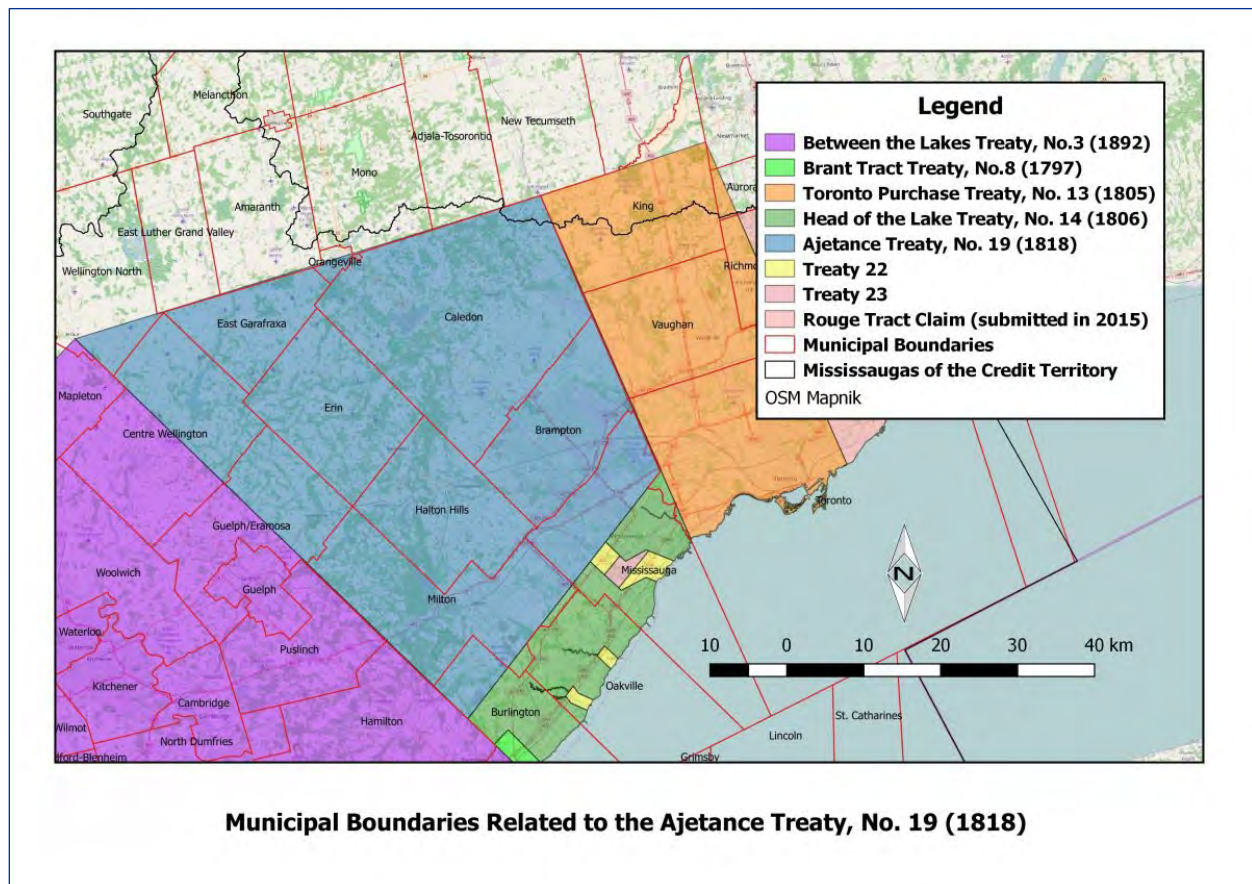 Southgate
Melancthon
Adjala-Tosorontio
New Tecumseth
Newmarket
Mono
Amaranth
King
Aurora
East Luther Grand Valley
Wellington North
Orangeville
Richm
East Garafraxa
Caledon
Vaughan
Mapleton
Erin
Centre Wellington
Brampton
Toronto
Halton Hills
Guelph/Eramosa
Mississauga
Woolwich
Guelph
Milton
Waterloo
Puslinch
Kitchener
Oakville
Cambridge
Burlington
Hamilton
Wilmot
North Dumfries
St. Catharines
Lincoln
dford-Blenheim
Grimsby
Legend
Between the Lakes Treaty, No.3 (1892)
Brant Tract Treaty, No.8 (1797)
Toronto Purchase Treaty, No. 13 (1805)
Head of the Lake Treaty, No. 14 (1806)
Ajetance Treaty, No. 19 (1818)
Treaty 22
Treaty 23
Rouge Tract Claim (submitted in 2015)
Municipal Boundaries
Mississaugas of the Credit Territory
OSM Mapnik
N
10 0 10 20 30 40 km
Municipal Boundaries Related to the Ajetance Treaty, No. 19 (1818)